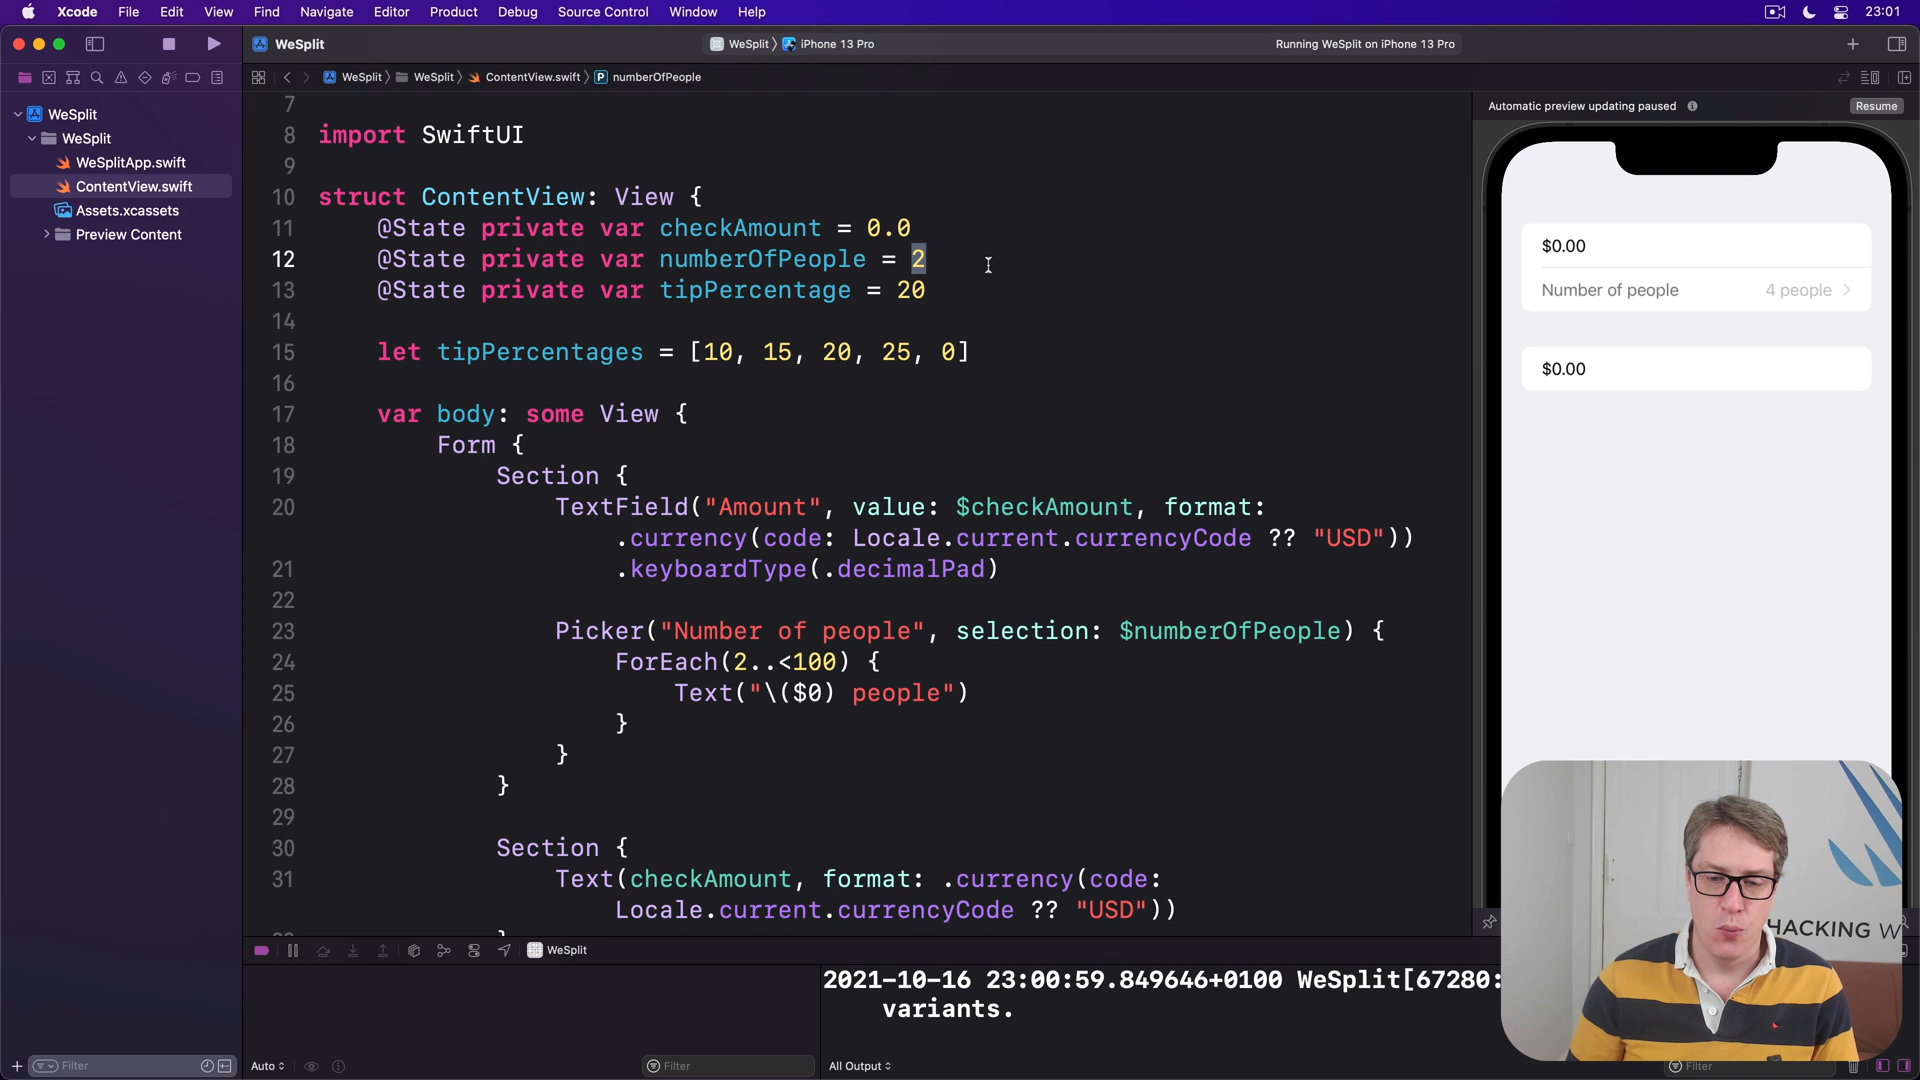 Xcode File Edit View Find Navigate Editor Product Debug Source Control Window Help 23:01
WeSplit
WeSplit iPhone 13 Pro
Running WeSplit on iPhone 13 Pro
WeSplit WeSplit ContentView.swift P numberOfPeople
WeSplit
WeSplit
WeSplitApp.swift
ContentView.swift
Assets.xcassets
Preview Content
Filter
7
8 import SwiftUI
9
10 struct ContentView: View {
11 @State private var checkAmount = 0.0
12 @State private var numberOfPeople = 2
13 @State private var tipPercentage = 20
14
15 let tipPercentages = [10, 15, 20, 25, 0]
16
17 var body: some View {
18 Form {
19 Section {
20 TextField("Amount", value: $checkAmount, format:
.currency(code: Locale.current.currencyCode ?? "USD"))
21 .keyboardType(.decimalPad)
22
23 Picker("Number of people", selection: $numberOfPeople) {
24 ForEach(2..<100) {
25 Text("\($0) people")
26 }
27 }
28 }
29
30 Section {
31 Text(checkAmount, format: .currency(code:
Locale.current.currencyCode ?? "USD"))
WeSplit
2021-10-16 23:00:59.849646+0100 WeSplit[67280:
variants.
Auto
Filter
All Output
Filter
Automatic preview updating paused
Resume
$0.00
Number of people 4 people
$0.00
HACKING W